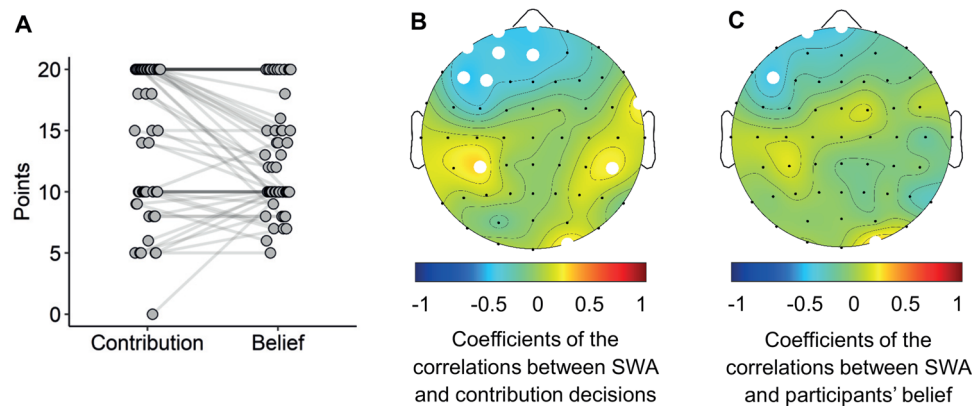 A
B
C
Points
20
15
10
5
0
Contribution
Belief
-1
-0.5
0
0.5
1
Coefficients of the
correlations between SWA
and contribution decisions
-1
-0.5
0
0.5
1
Coefficients of the
correlations between SWA
and participants' belief